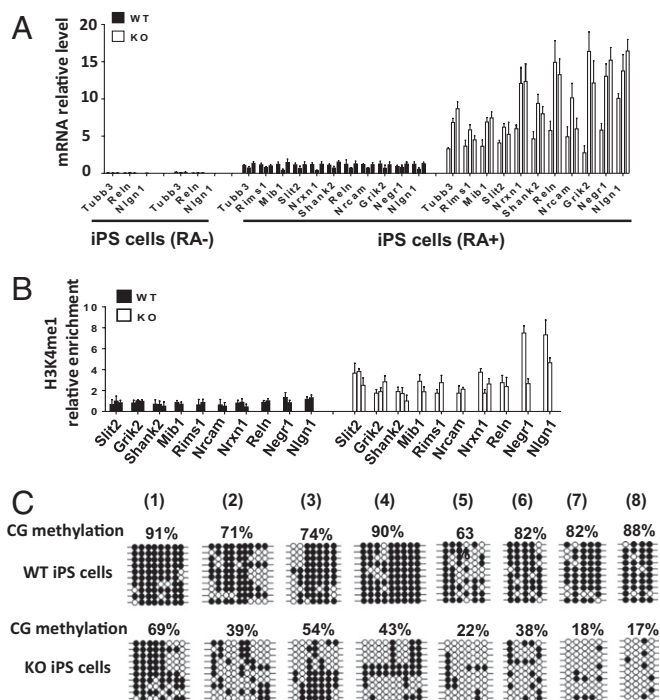 A
WT
KO
mRNA relative level
20
15
10
5
0
Tubb3
Reln
Nlgn1
Tubb3
Reln
Nlgn1
Tubb3
Rims1
Mib1
Slit2
Nrxn1
Shank2
Reln
Nrcam
Grik2
Negr1
Nlgn1
Tubb3
Rims1
Mib1
Slit2
Nrxn1
Shank2
Reln
Nrcam
Grik2
Negr1
Nlgn1
iPS cells (RA-)
iPS cells (RA+)
B
WT
KO
H3K4me1
relative enrichment
10
8
6
4
2
0
Slit2
Grik2
Shank2
Mib1
Rims1
Nrcam
Nrxn1
Reln
Negr1
Nlgn1
Slit2
Grik2
Shank2
Mib1
Rims1
Nrcam
Nrxn1
Reln
Negr1
Nlgn1
C
(1) (2) (3) (4) (5) (6) (7) (8)
CG methylation 91% 71% 74% 90% 63 82% 82% 88%
%
WT iPS cells
CG methylation 69% 39% 54% 43% 22% 38% 18% 17%
KO iPS cells